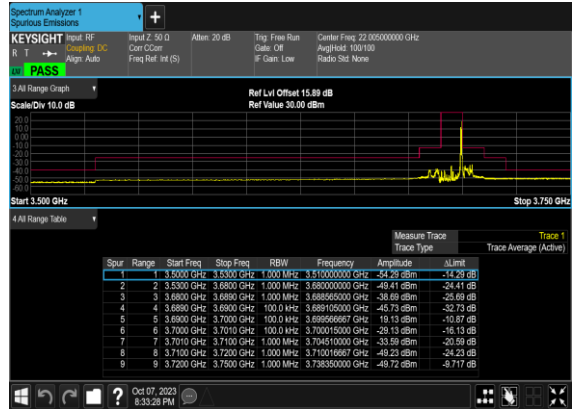 Spectrum Analyzer 1
Spurious Emissions
KEYSIGHT Input: RF Input Z: 50 Ω Atten: 20 dB Trig: Free Run Center Freq: 22.005000000 GHz
Coupling: DC Corr CCorr Gate: Off Avg|Hold: 100/100
R T Align: Auto Freq Ref: Int (S) IF Gain: Low Radio Std: None
PASS
3 All Range Graph
Ref Lvl Offset 15.89 dB
Scale/Div 10.0 dB Ref Value 30.00 dBm
20.0
10.0
0.00
-10.0
-20.0
-30.0
-40.0
-50.0
-60.0
Start 3.500 GHz Stop 3.750 GHz
4 All Range Table
Measure Trace Trace 1
Trace Type Trace Average (Active)
Spur Range Start Freq Stop Freq RBW Frequency Amplitude ΔLimit
1 1 3.5000 GHz 3.5300 GHz 1.000 MHz 3.510000000 GHz -54.29 dBm -14.29 dB
2 2 3.5300 GHz 3.6800 GHz 1.000 MHz 3.680000000 GHz -49.41 dBm -24.41 dB
3 3 3.6800 GHz 3.6890 GHz 1.000 MHz 3.688565000 GHz -38.69 dBm -25.69 dB
4 4 3.6890 GHz 3.6900 GHz 100.0 kHz 3.689105000 GHz -45.73 dBm -32.73 dB
5 5 3.6900 GHz 3.7000 GHz 100.0 kHz 3.699566667 GHz 19.13 dBm -10.87 dB
6 6 3.7000 GHz 3.7010 GHz 100.0 kHz 3.700015000 GHz -29.13 dBm -16.13 dB
7 7 3.7010 GHz 3.7100 GHz 1.000 MHz 3.704510000 GHz -33.59 dBm -20.59 dB
8 8 3.7100 GHz 3.7200 GHz 1.000 MHz 3.710016667 GHz -49.23 dBm -24.23 dB
9 9 3.7200 GHz 3.7500 GHz 1.000 MHz 3.738350000 GHz -49.72 dBm -9.717 dB
Oct 07, 2023
8:33:28 PM